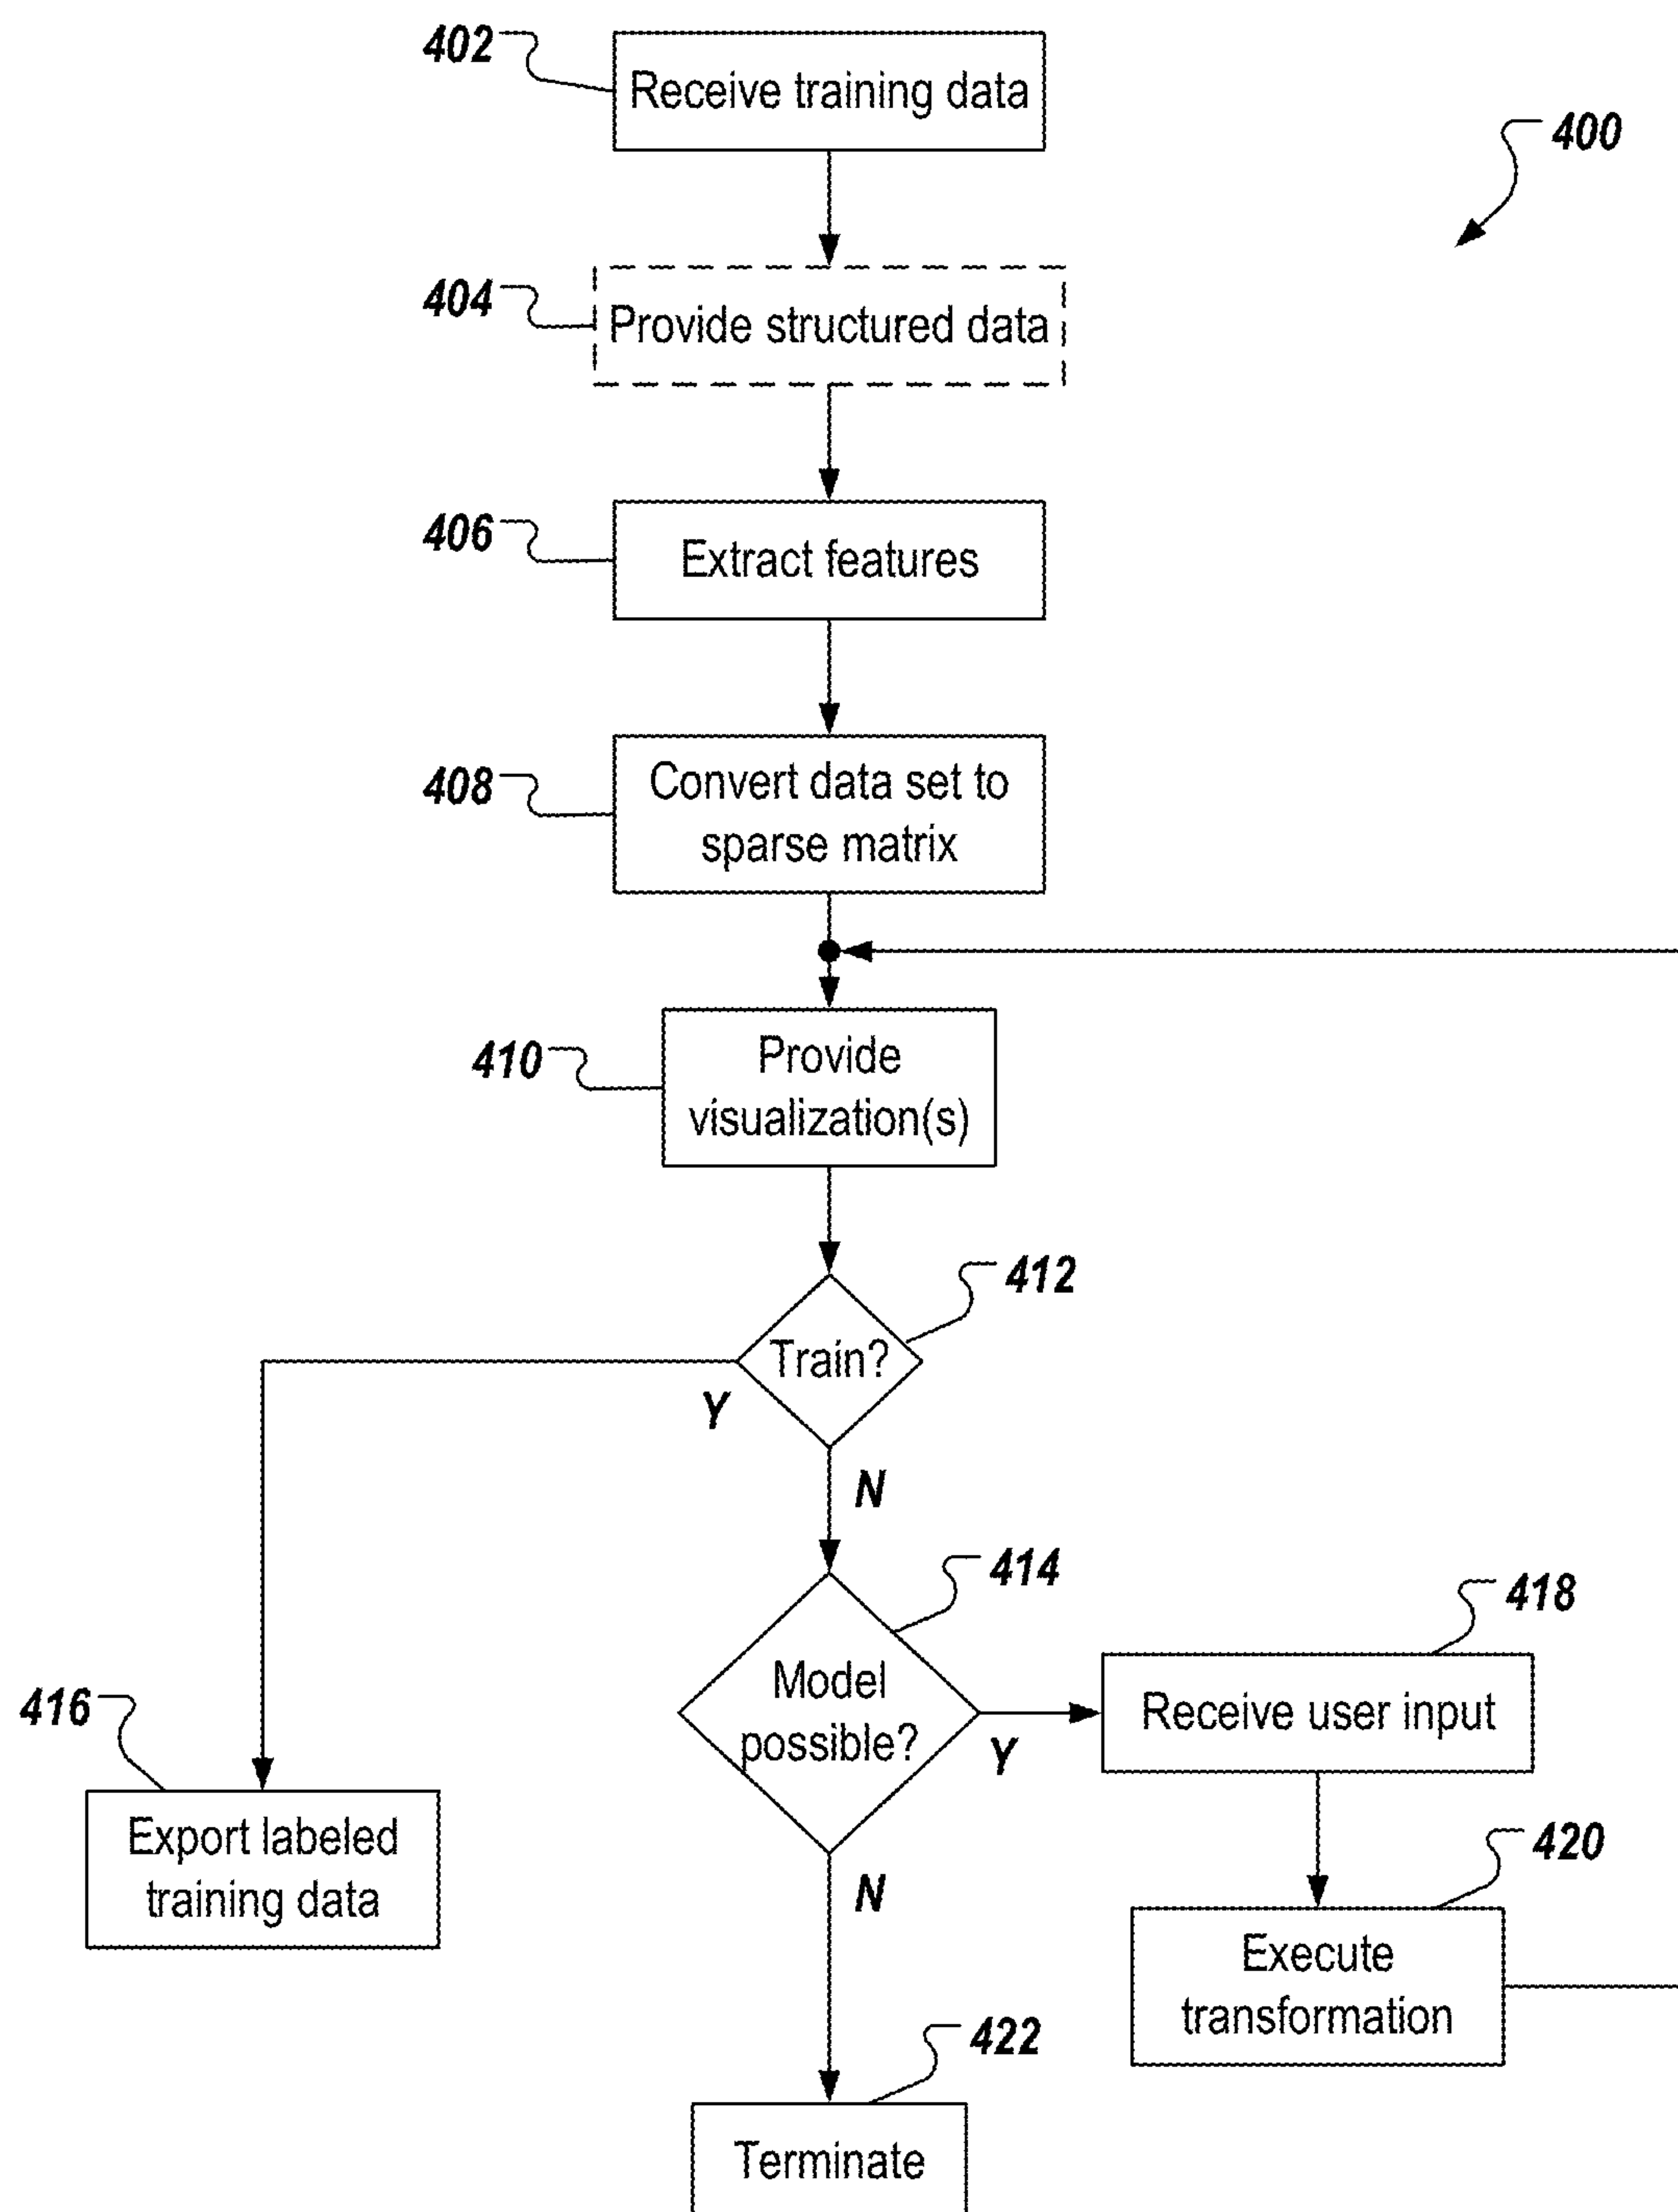 402
Receive training data
400
404
Provide structured data
406
Extract features
408
Convert data set to
sparse matrix
410
Provide
visualization(s)
412
Train?
Y
N
414
Model
possible?
Y
N
418
Receive user input
416
Export labeled
training data
420
Execute
transformation
422
Terminate